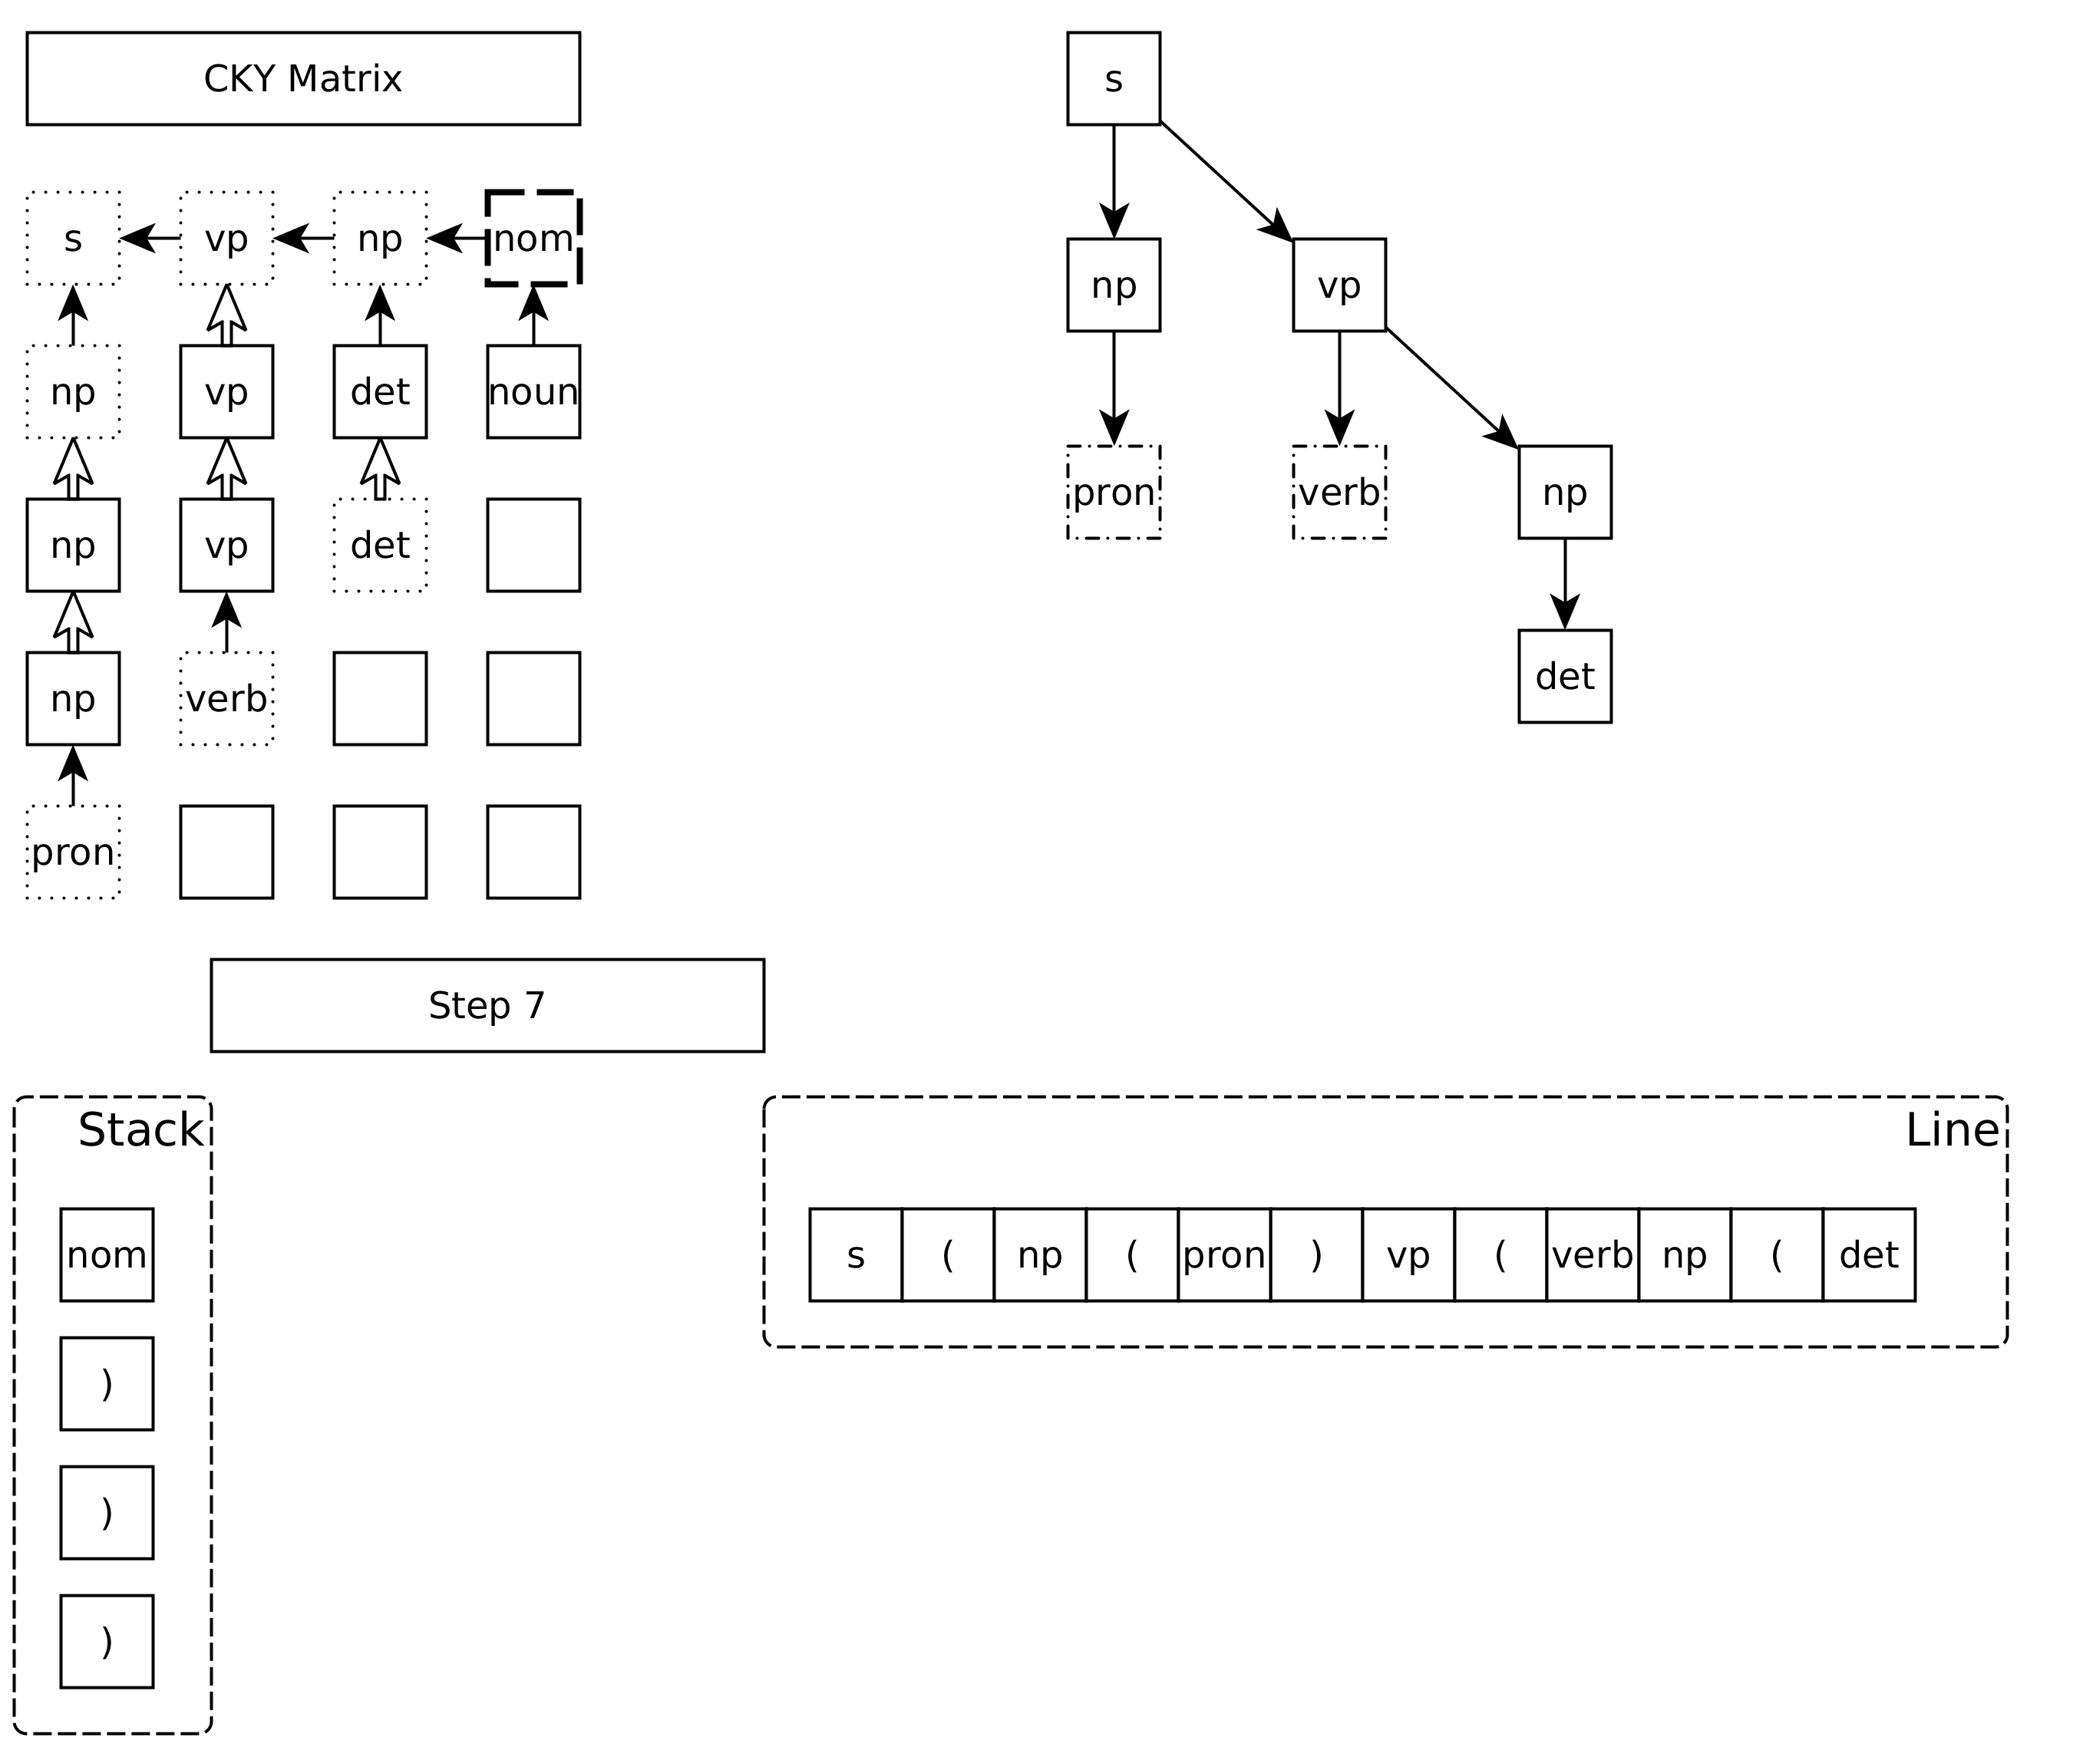 CKY Matrix
s vp np nom
np vp det noun
np vp det
np verb
pron
s
np vp
pron verb np
det
Step 7
Stack
nom
)
)
)
Line
s ( np ( pron ) vp ( verb np ( det